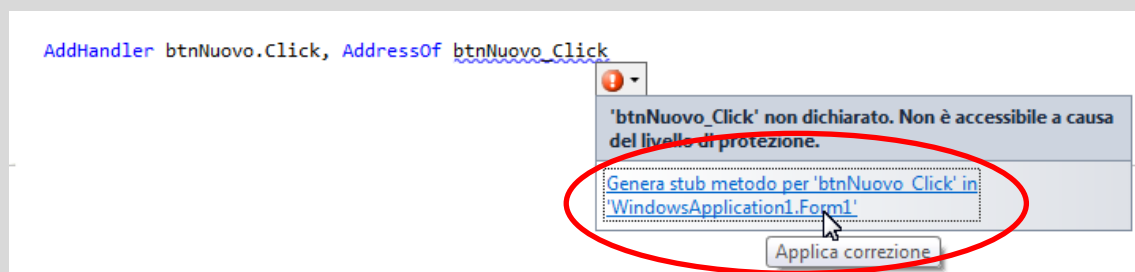 AddHandler btnNuovo.Click, AddressOf btnNuovo_Click
'btnNuovo_Click' non dichiarato. Non è accessibile a causa
del livello di protezione.
Genera stub metodo per 'btnNuovo_Click' in
'WindowsApplication1.Form1'
Applica correzione